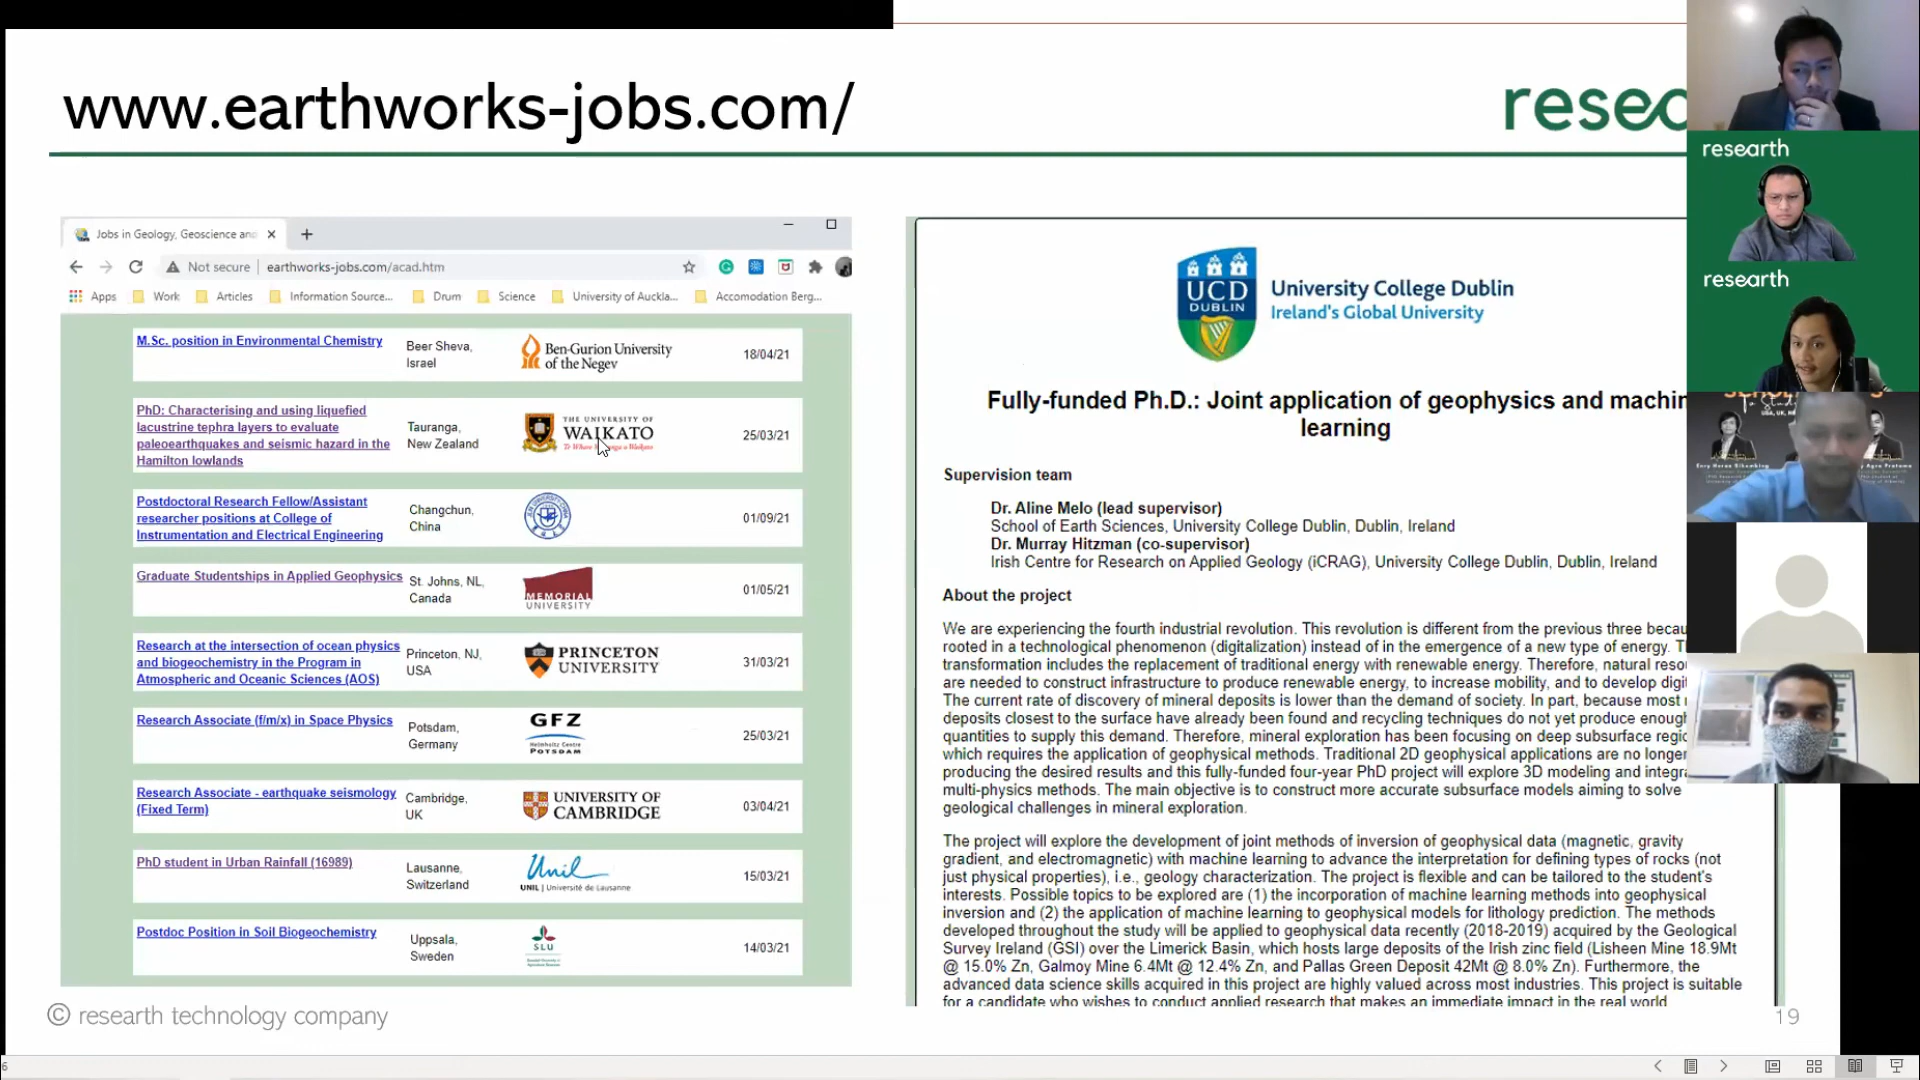 www.earthworks-jobs.com/
researth
researth
Jobs in Geology, Geoscience and
Not secure
earthworks-jobs.com/acad.htm
Apps
Work
Articles
Information Source...
Drum
Science
University of Auckla...
Accomodation Berg...
M.Sc. position in Environmental Chemistry
Beer Sheva,
Israel
Ben-Gurion University
of the Negev
18/04/21
PhD: Characterising and using liquefied
lacustrine tephra layers to evaluate
paleoearthquakes and seismic hazard in the
Hamilton lowlands
Tauranga,
New Zealand
THE UNIVERSITY OF
WAIKATO
25/03/21
Postdoctoral Research Fellow/Assistant
researcher positions at College of
Instrumentation and Electrical Engineering
Changchun,
China
01/09/21
Graduate Studentships in Applied Geophysics
St. Johns, NL,
Canada
MEMORIAL
UNIVERSITY
01/05/21
Research at the intersection of ocean physics
and biogeochemistry in the Program in
Atmospheric and Oceanic Sciences (AOS)
Princeton, NJ,
USA
PRINCETON
UNIVERSITY
31/03/21
Research Associate (f/m/x) in Space Physics
Potsdam,
Germany
GFZ
Helmholtz Centre
POTSDAM
25/03/21
Research Associate - earthquake seismology
(Fixed Term)
Cambridge,
UK
UNIVERSITY OF
CAMBRIDGE
03/04/21
PhD student in Urban Rainfall (16989)
Lausanne,
Switzerland
Unil
UNIL | Université de Lausanne
15/03/21
Postdoc Position in Soil Biogeochemistry
Uppsala,
Sweden
SLU
14/03/21
UCD
DUBLIN
University College Dublin
Ireland's Global University
Fully-funded Ph.D.: Joint application of geophysics and machin
learning
Supervision team
Dr. Aline Melo (lead supervisor)
School of Earth Sciences, University College Dublin, Dublin, Ireland
Dr. Murray Hitzman (co-supervisor)
Irish Centre for Research on Applied Geology (iCRAG), University College Dublin, Dublin, Ireland
About the project
We are experiencing the fourth industrial revolution. This revolution is different from the previous three becau
rooted in a technological phenomenon (digitalization) instead of in the emergence of a new type of energy. T
transformation includes the replacement of traditional energy with renewable energy. Therefore, natural reso
are needed to construct infrastructure to produce renewable energy, to increase mobility, and to develop digit
The current rate of discovery of mineral deposits is lower than the demand of society. In part, because most
deposits closest to the surface have already been found and recycling techniques do not yet produce enough
quantities to supply this demand. Therefore, mineral exploration has been focusing on deep subsurface regio
which requires the application of geophysical methods. Traditional 2D geophysical applications are no longer
producing the desired results and this fully-funded four-year PhD project will explore 3D modeling and integra
multi-physics methods. The main objective is to construct more accurate subsurface models aiming to solve
geological challenges in mineral exploration.
The project will explore the development of joint methods of inversion of geophysical data (magnetic, gravity
gradient, and electromagnetic) with machine learning to advance the interpretation for defining types of rocks (not
just physical properties), i.e., geology characterization. The project is flexible and can be tailored to the student's
interests. Possible topics to be explored are (1) the incorporation of machine learning methods into geophysical
inversion and (2) the application of machine learning to geophysical models for lithology prediction. The methods
developed throughout the study will be applied to geophysical data recently (2018-2019) acquired by the Geological
Survey Ireland (GSI) over the Limerick Basin, which hosts large deposits of the Irish zinc field (Lisheen Mine 18.9Mt
@ 15.0% Zn, Galmoy Mine 6.4Mt @ 12.4% Zn, and Pallas Green Deposit 42Mt @ 8.0% Zn). Furthermore, the
advanced data science skills acquired in this project are highly valued across most industries. This project is suitable
for a candidate who wishes to conduct applied research that makes an immediate impact in the real world
© researth technology company
19